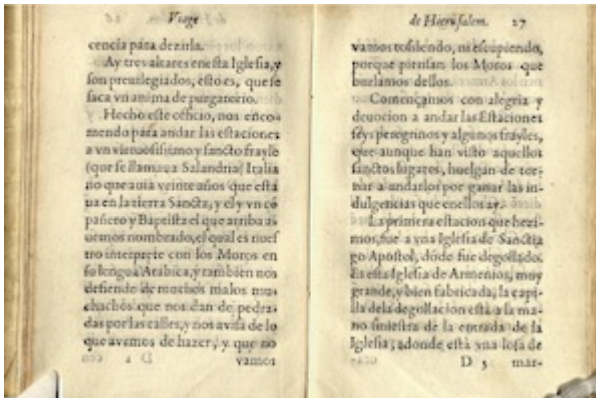 Viage
cencia para dezirla.
Ay tres altares en esta Iglesia, y
son preuilegiados, esto es, que se
saca vn anima de purgatorio.
Hecho este oficio, nos enco-
mendo para andar las estaciones
a vn virtuosissimo y sancto frayle
(que se llamaua Salandria) Italia
no que auia veinte años que esta
ua en la tierra Sancta, y el y vn cō
pañero y Baptista el que arriba a-
uemos nombrado, el qual es nues
tro interprete con los Moros en
so lengua Arabica, y tambien nos
defiende de muchos malos mu-
chachos que nos dan de pedra-
das por las calles, y nos auisa de lo
que avemos de hazer, y que no
D 2 vamos
de Hierusalem. 27
vamos tosiendo, ni escupiendo,
porque piensan los Moros que
burlamos dellos.
Començamos con alegria y
deuocion a andar las Estaciones
seys peregrinos y algunos frayles,
que aunque han visto aquellos
sanctos lugares, huelgan de tor-
nar a andarlos por ganar las in-
dulgencias que en ellos ay.
La primera estacion que hezi-
mos, fue a vna Iglesia de Sanctia
go Apostol, dōde fue degollado.
Es esta Iglesia de Armenios, muy
grande, y bien fabricada, la capi-
lla dela degollacion està a la ma-
no siniestra de la entrada de la
Iglesia, adonde està vna losa de
D 3 mar-